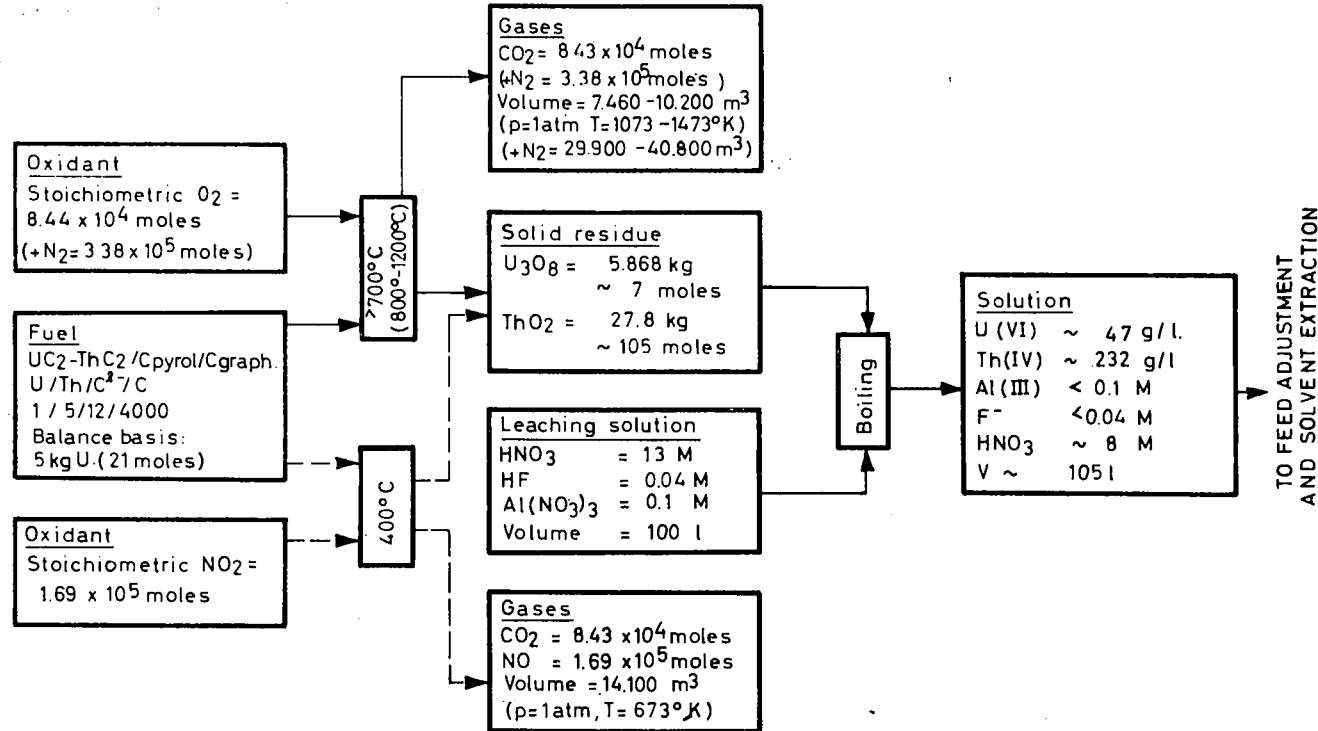 Gases
CO2 = 8.43 x 10^4 moles
(+N2 = 3.38 x 10^5 moles )
Volume = 7.460 - 10.200 m^3
(p=1atm T=1073 - 1473°K)
(+N2=29.900 - 40.800m^3)
Oxidant
Stoichiometric O2 =
8.44 x 10^4 moles
(+N2=3.38 x 10^5 moles)
>700°C
(800°-1200°C)
Solid residue
U3O8 = 5.868 kg
~ 7 moles
ThO2 = 27.8 kg
~ 105 moles
Fuel
UC2-ThC2/Cpyrol/Cgraph.
U/Th/C^2-/C
1 / 5/12/4000
Balance basis:
5 kg U.(21 moles)
400°C
Leaching solution
HNO3 = 13 M
HF = 0.04 M
Al(NO3)3 = 0.1 M
Volume = 100 l
Boiling
Solution
U (VI) ~ 47 g/l.
Th(IV) ~ 232 g/l
Al(III) < 0.1 M
F^- <0.04 M
HNO3 ~ 8 M
V ~ 105 l
TO FEED ADJUSTMENT
AND SOLVENT EXTRACTION
Oxidant
Stoichiometric NO2 =
1.69 x 10^5 moles
Gases
CO2 = 8.43 x 10^4 moles
NO = 1.69 x 10^5 moles
Volume = 14.100 m^3
(p=1atm, T= 673°K)